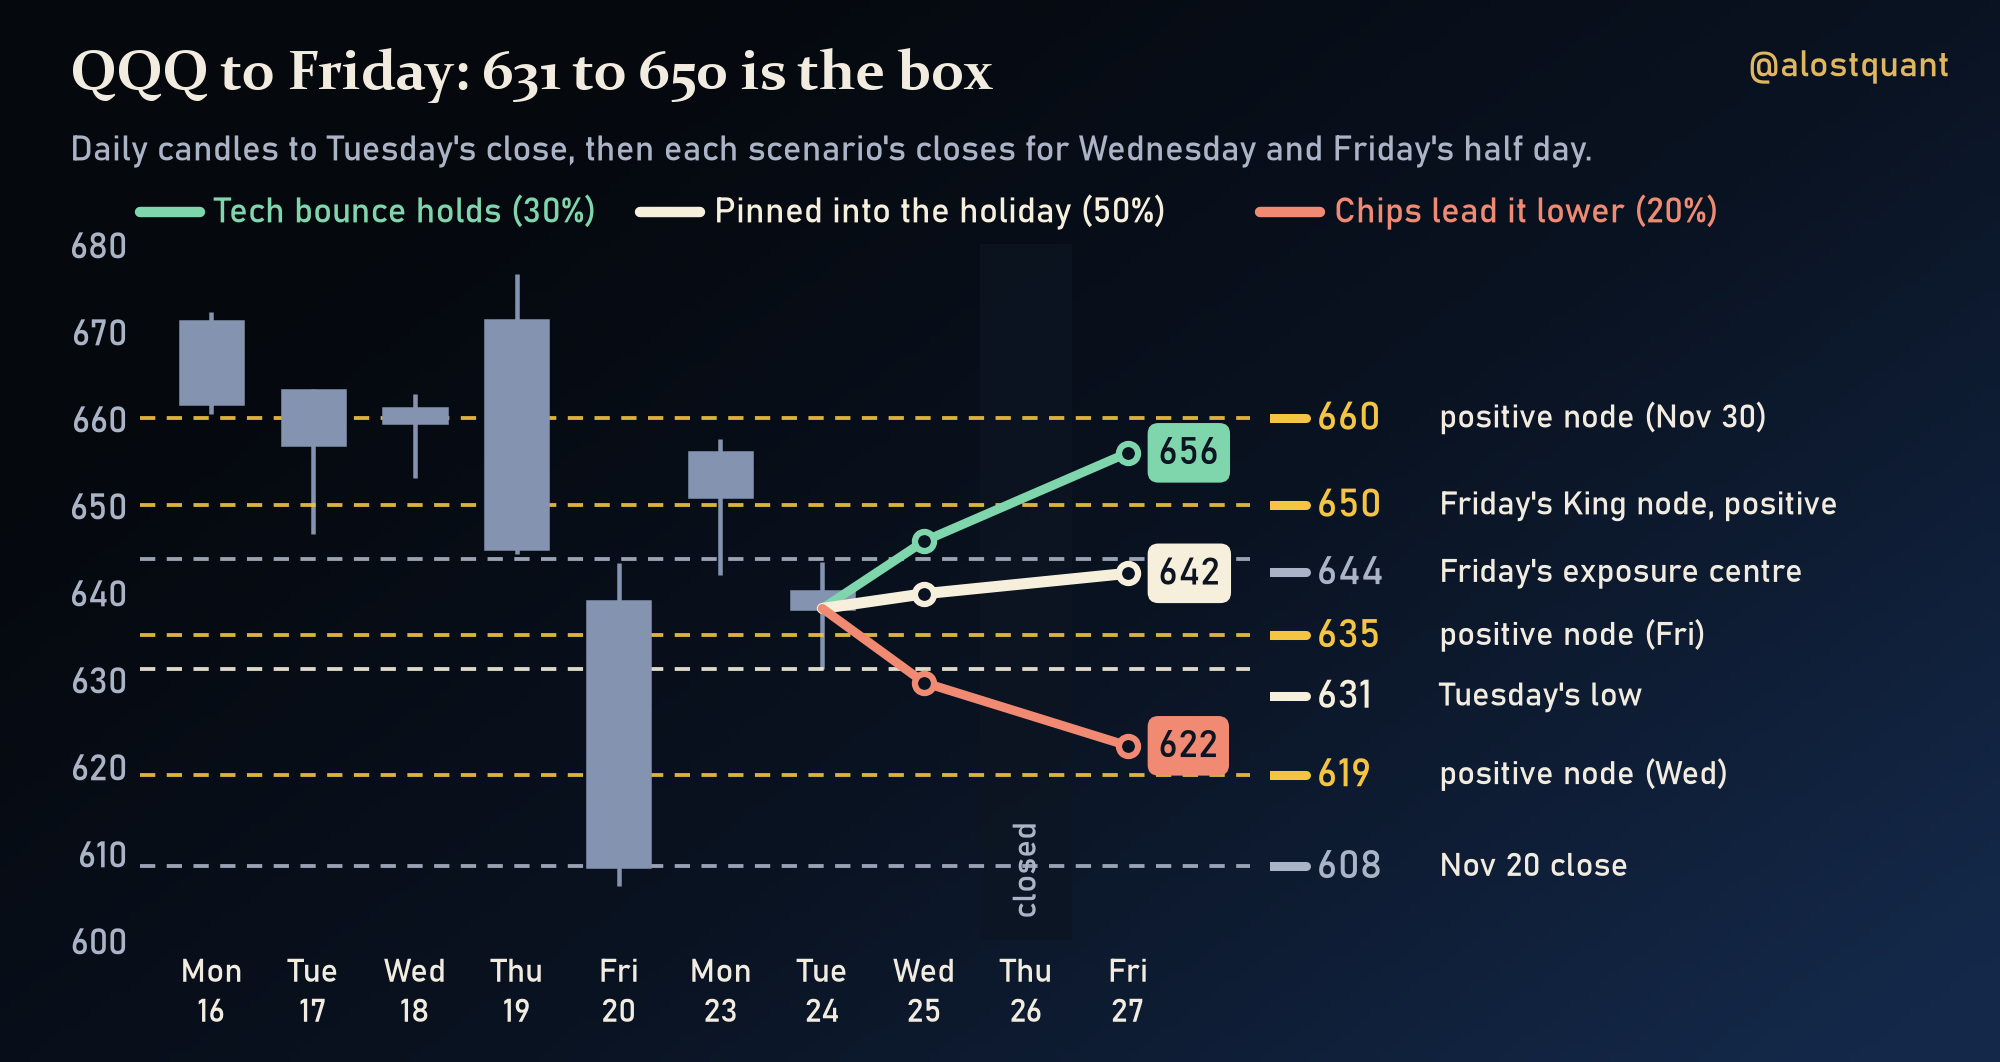 QQQ to Friday: 631 to 650 is the box
@alostquant
Daily candles to Tuesday's close, then each scenario's closes for Wednesday and Friday's half day.
Tech bounce holds (30%)
Pinned into the holiday (50%)
Chips lead it lower (20%)
680
670
660
650
640
630
620
610
600
656
642
622
660 positive node (Nov 30)
650 Friday's King node, positive
644 Friday's exposure centre
635 positive node (Fri)
631 Tuesday's low
619 positive node (Wed)
608 Nov 20 close
closed
Mon Tue Wed Thu Fri Mon Tue Wed Thu Fri
16 17 18 19 20 23 24 25 26 27